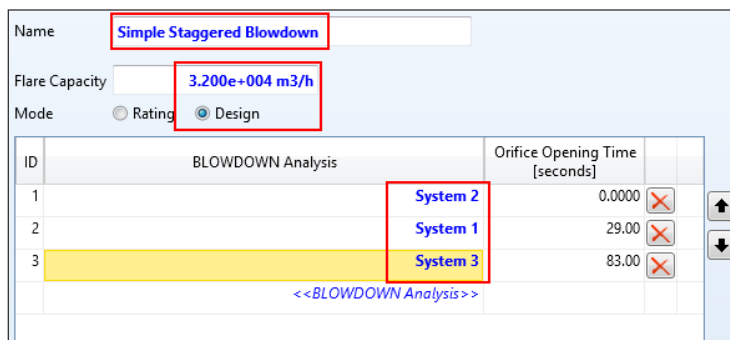 Name Simple Staggered Blowdown
Flare Capacity 3.200e+004 m3/h
Mode Rating Design
ID BLOWDOWN Analysis Orifice Opening Time [seconds]
1 System 2 0.0000
2 System 1 29.00
3 System 3 83.00
<<BLOWDOWN Analysis>>